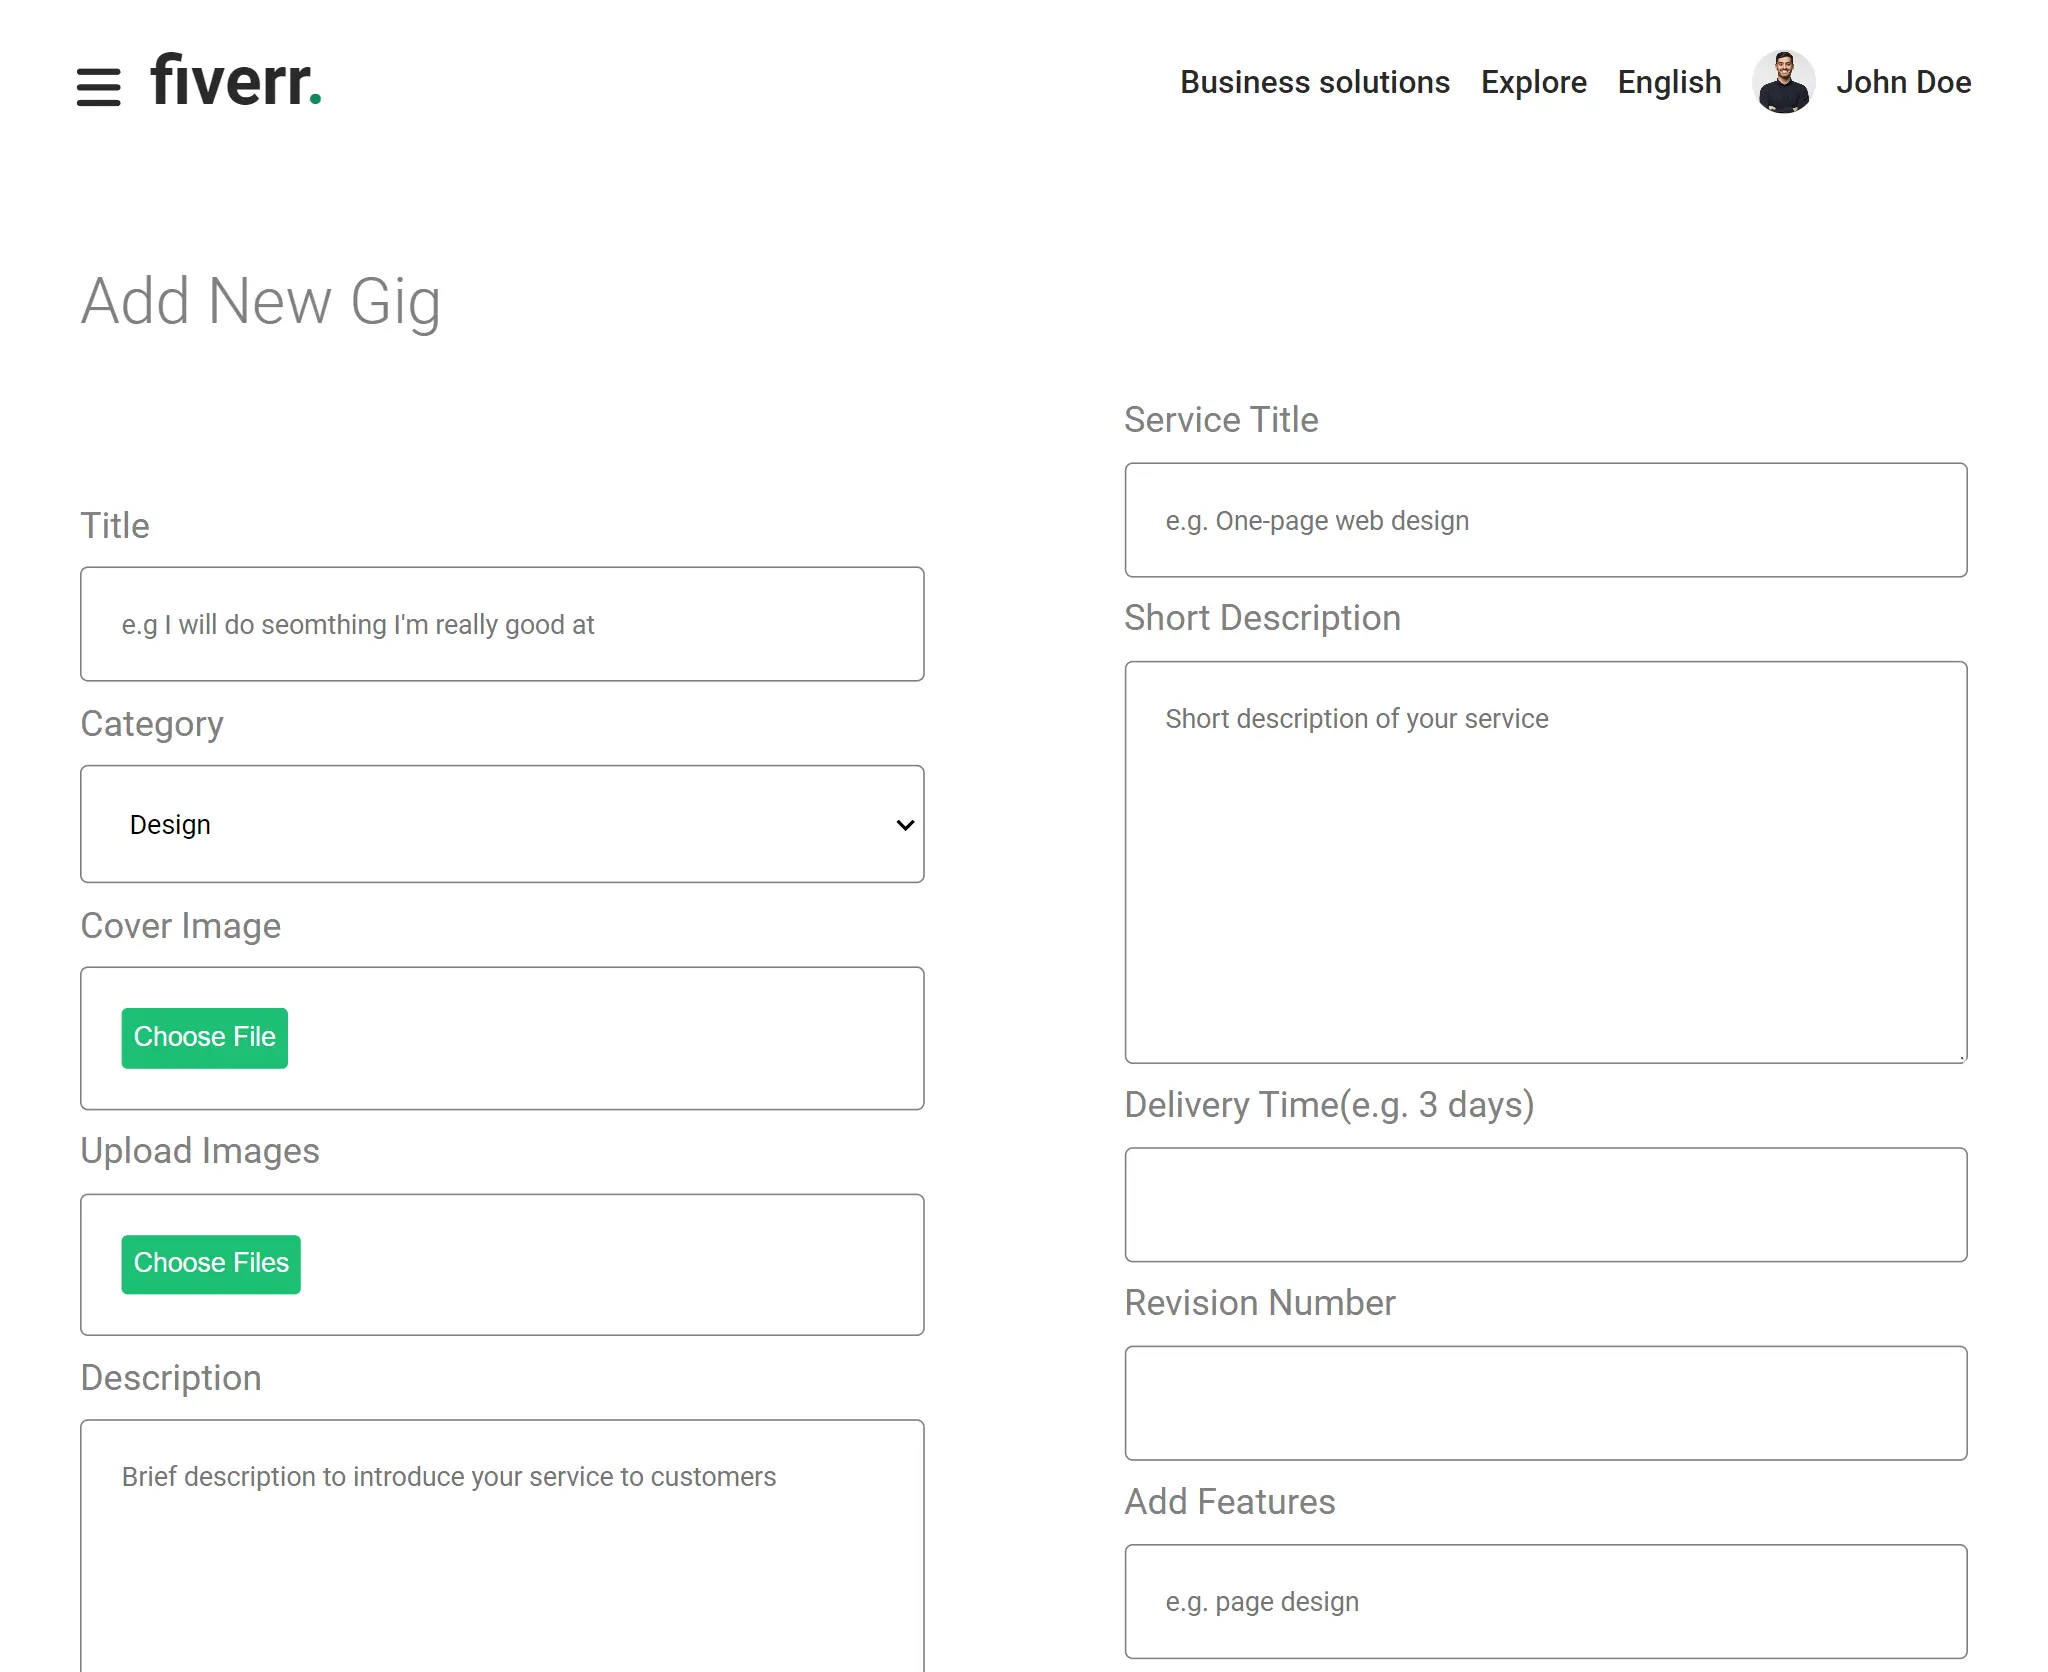 fiverr.
Business solutions Explore English John Doe
Add New Gig
Title
e.g I will do seomthing I'm really good at
Category
Design
Cover Image
Choose File
Upload Images
Choose Files
Description
Brief description to introduce your service to customers
Service Title
e.g. One-page web design
Short Description
Short description of your service
Delivery Time(e.g. 3 days)
Revision Number
Add Features
e.g. page design